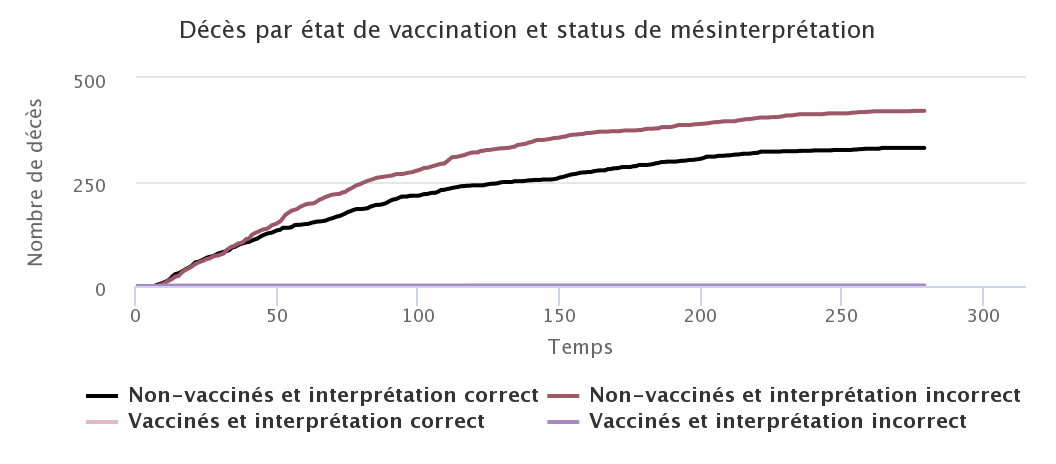 Décès par état de vaccination et status de mésinterprétation
Nombre de décès
500
250
0
0 50 100 150 200 250 300
Temps
Non-vaccinés et interprétation correct Non-vaccinés et interprétation incorrect
Vaccinés et interprétation correct Vaccinés et interprétation incorrect